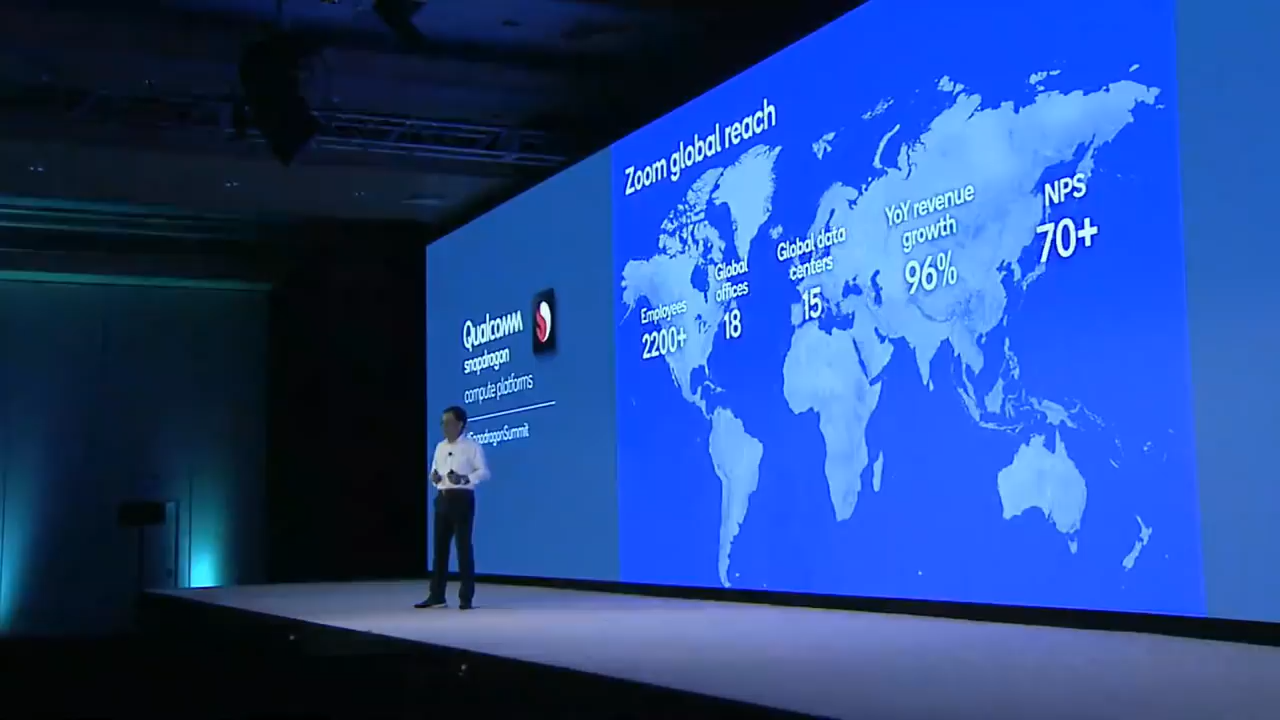 Qualcomm
snapdragon
compute platforms
#SnapdragonSummit
Zoom global reach
Employees
2200+
Global
offices
18
Global data
centers
15
YoY revenue
growth
96%
NPS
70+